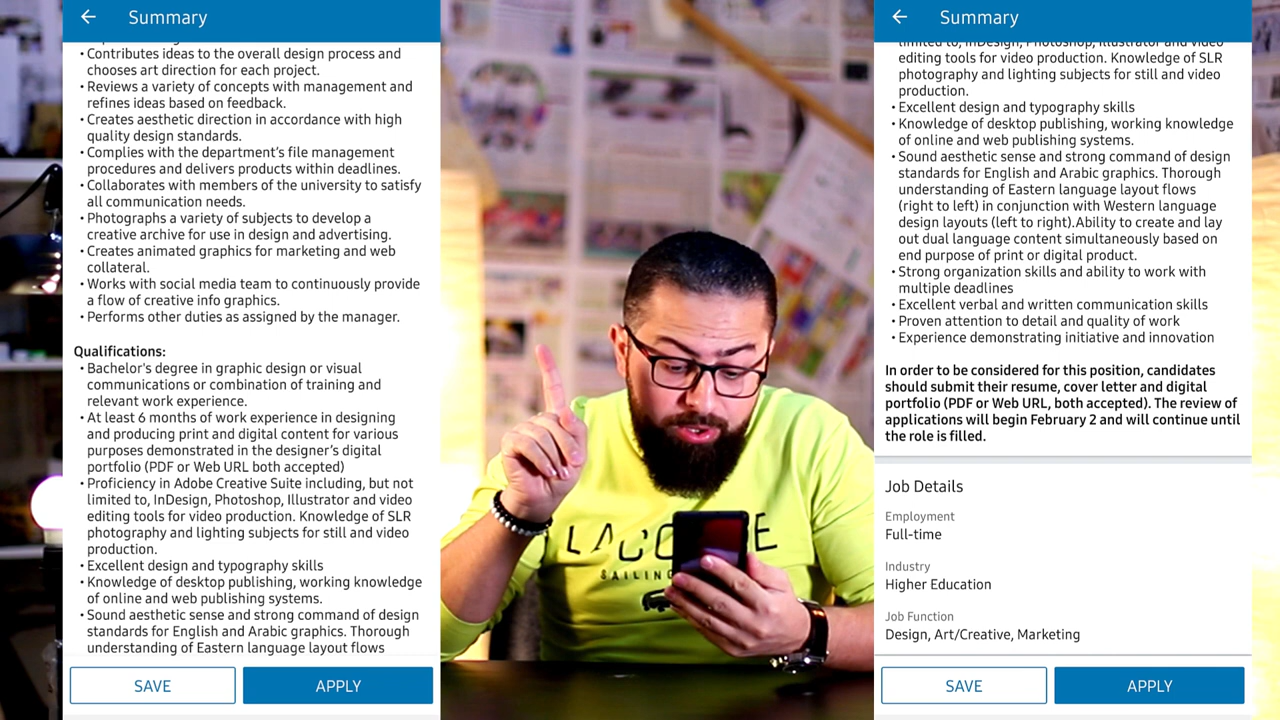 Summary
• Contributes ideas to the overall design process and
chooses art direction for each project.
• Reviews a variety of concepts with management and
refines ideas based on feedback.
• Creates aesthetic direction in accordance with high
quality design standards.
• Complies with the department's file management
procedures and delivers products within deadlines.
• Collaborates with members of the university to satisfy
all communication needs.
• Photographs a variety of subjects to develop a
creative archive for use in design and advertising.
• Creates animated graphics for marketing and web
collateral.
• Works with social media team to continuously provide
a flow of creative info graphics.
• Performs other duties as assigned by the manager.
Qualifications:
• Bachelor's degree in graphic design or visual
communications or combination of training and
relevant work experience.
• At least 6 months of work experience in designing
and producing print and digital content for various
purposes demonstrated in the designer's digital
portfolio (PDF or Web URL both accepted)
• Proficiency in Adobe Creative Suite including, but not
limited to, InDesign, Photoshop, Illustrator and video
editing tools for video production. Knowledge of SLR
photography and lighting subjects for still and video
production.
• Excellent design and typography skills
• Knowledge of desktop publishing, working knowledge
of online and web publishing systems.
• Sound aesthetic sense and strong command of design
standards for English and Arabic graphics. Thorough
understanding of Eastern language layout flows
SAVE
APPLY
SAILING
Summary
limited to, InDesign, Photoshop, Illustrator and video
editing tools for video production. Knowledge of SLR
photography and lighting subjects for still and video
production.
• Excellent design and typography skills
• Knowledge of desktop publishing, working knowledge
of online and web publishing systems.
• Sound aesthetic sense and strong command of design
standards for English and Arabic graphics. Thorough
understanding of Eastern language layout flows
(right to left) in conjunction with Western language
design layouts (left to right).Ability to create and lay
out dual language content simultaneously based on
end purpose of print or digital product.
• Strong organization skills and ability to work with
multiple deadlines
• Excellent verbal and written communication skills
• Proven attention to detail and quality of work
• Experience demonstrating initiative and innovation
In order to be considered for this position, candidates
should submit their resume, cover letter and digital
portfolio (PDF or Web URL, both accepted). The review of
applications will begin February 2 and will continue until
the role is filled.
Job Details
Employment
Full-time
Industry
Higher Education
Job Function
Design, Art/Creative, Marketing
SAVE
APPLY